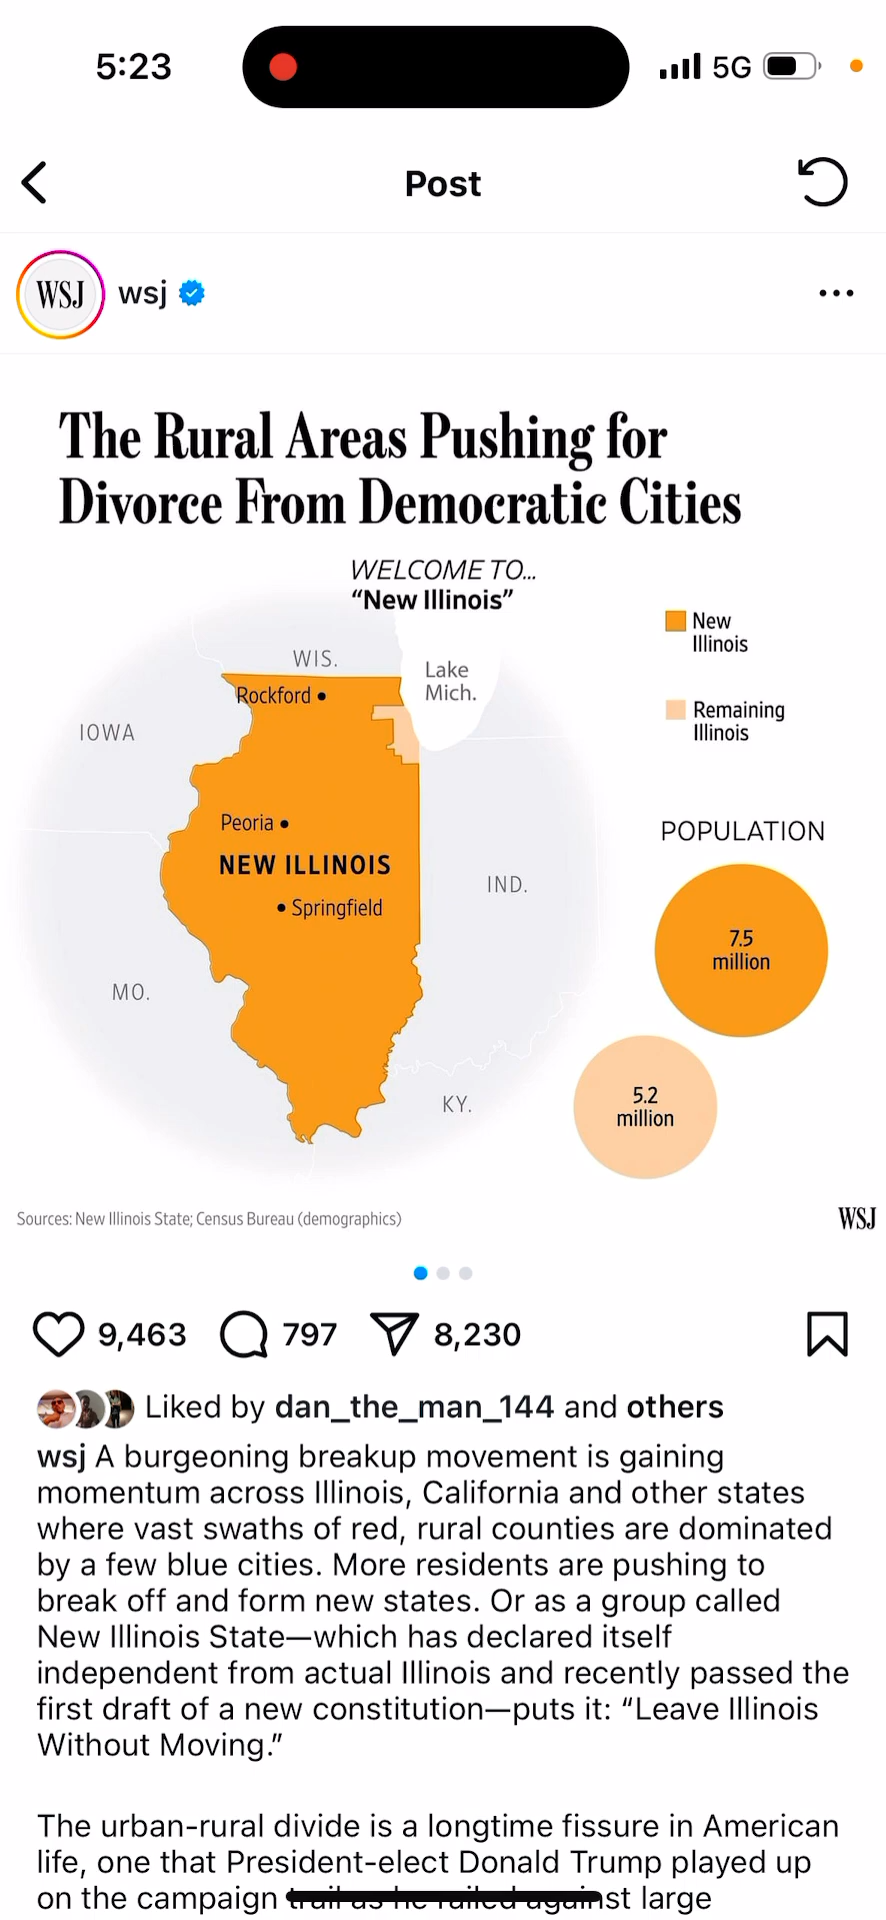 5:23
5G
Post
WSJ
wsj
The Rural Areas Pushing for
Divorce From Democratic Cities
WELCOME TO...
“New Illinois”
New
Illinois
Remaining
Illinois
WIS.
Lake
Mich.
Rockford
IOWA
Peoria
NEW ILLINOIS
Springfield
IND.
MO.
KY.
POPULATION
7.5
million
5.2
million
Sources: New Illinois State; Census Bureau (demographics)
WSJ
9,463 797 8,230
Liked by dan_the_man_144 and others
wsj A burgeoning breakup movement is gaining
momentum across Illinois, California and other states
where vast swaths of red, rural counties are dominated
by a few blue cities. More residents are pushing to
break off and form new states. Or as a group called
New Illinois State—which has declared itself
independent from actual Illinois and recently passed the
first draft of a new constitution—puts it: “Leave Illinois
Without Moving.”
The urban-rural divide is a longtime fissure in American
life, one that President-elect Donald Trump played up
on the campaign trail as he railed against large